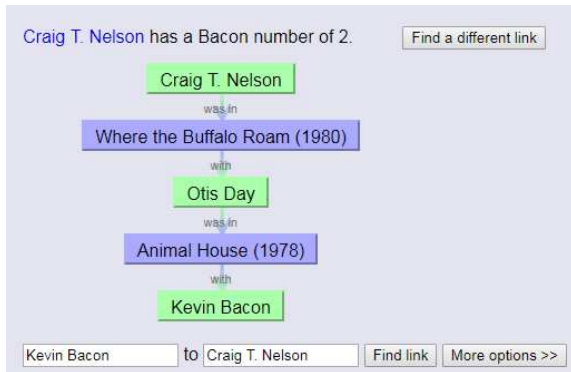 Craig T. Nelson has a Bacon number of 2. Find a different link
Craig T. Nelson
was in
Where the Buffalo Roam (1980)
with
Otis Day
was in
Animal House (1978)
with
Kevin Bacon
Kevin Bacon to Craig T. Nelson Find link More options >>